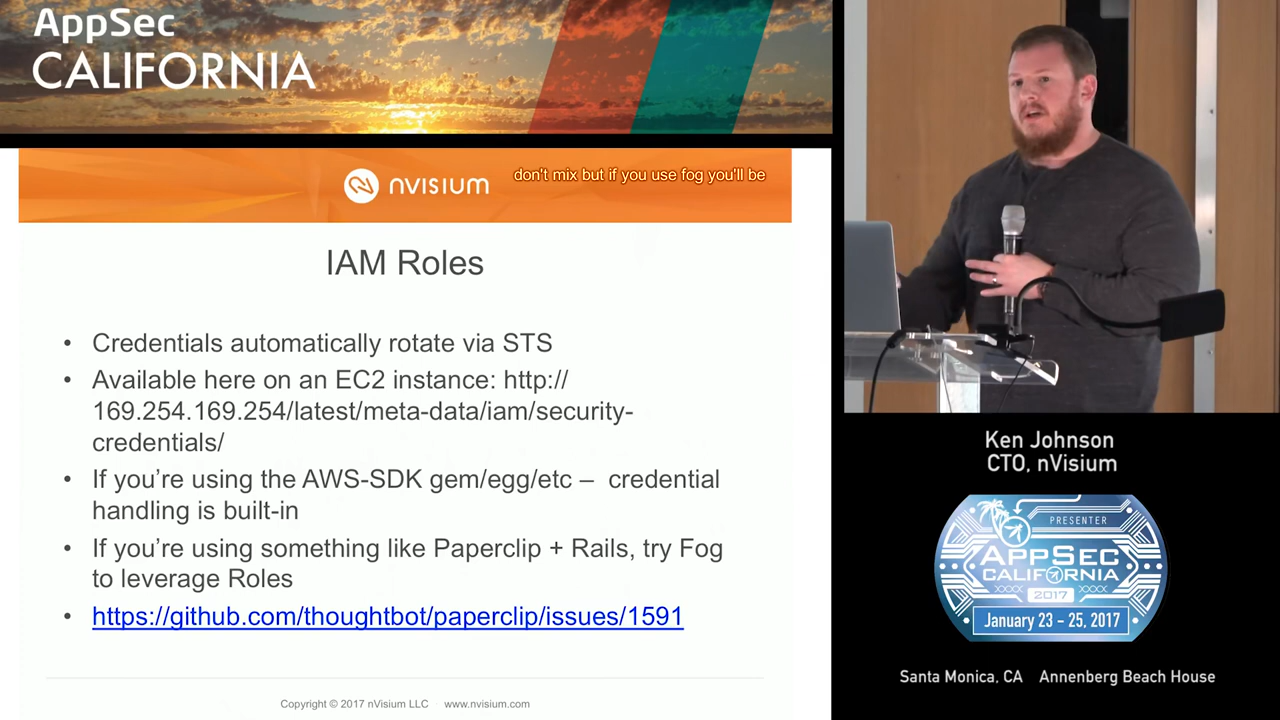 AppSec
CALIFORNIA
nVISIUM
don't mix but if you use fog you'll be
IAM Roles
• Credentials automatically rotate via STS
• Available here on an EC2 instance: http://
169.254.169.254/latest/meta-data/iam/security-
credentials/
• If you're using the AWS-SDK gem/egg/etc – credential
handling is built-in
• If you're using something like Paperclip + Rails, try Fog
to leverage Roles
• https://github.com/thoughtbot/paperclip/issues/1591
Copyright © 2017 nVisium LLC www.nvisium.com
Ken Johnson
CTO, nVisium
PRESENTER
APPSEC
CALIFORNIA
XXXX 2017 XXXX
January 23 - 25, 2017
Santa Monica, CA Annenberg Beach House